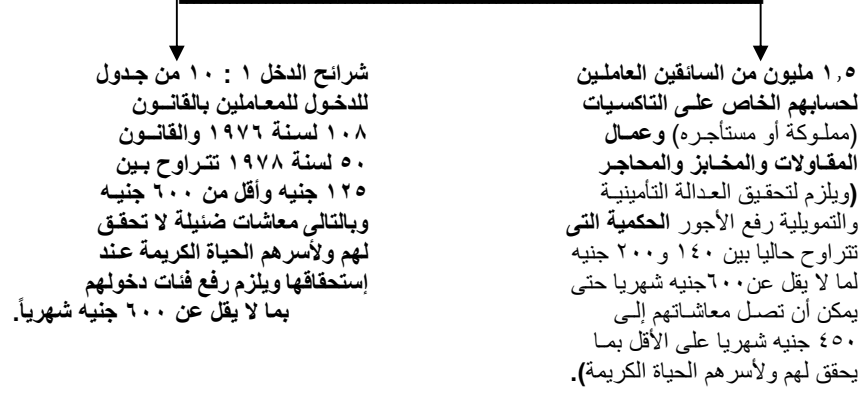 ١,٥ مليون من السائقين العاملين
لحسابهم الخاص على التاكسيات
(مملوكة أو مستأجره) وعمال
المقاولات والمخابز والمحاجر
(ويلزم لتحقيق العدالة التأمينية
والتمويلية رفع الأجور الحكمية التى
تتراوح حاليا بين ١٤٠ و٢٠٠ جنيه
لما لا يقل عن٦٠٠جنيه شهريا حتى
يمكن أن تصل معاشاتهم إلى
٤٥٠ جنيه شهريا على الأقل بما
يحقق لهم ولأسرهم الحياة الكريمة).
شرائح الدخل ١ : ١٠ من جدول
للدخول للمعاملين بالقانون
١٠٨ لسنة ١٩٧٦ والقانون
٥٠ لسنة ١٩٧٨ تتراوح بين
١٢٥ جنيه وأقل من ٦٠٠ جنيه
وبالتالى معاشات ضئيلة لا تحقق
لهم ولأسرهم الحياة الكريمة عند
إستحقاقها ويلزم رفع فئات دخولهم
بما لا يقل عن ٦٠٠ جنيه شهرياً.